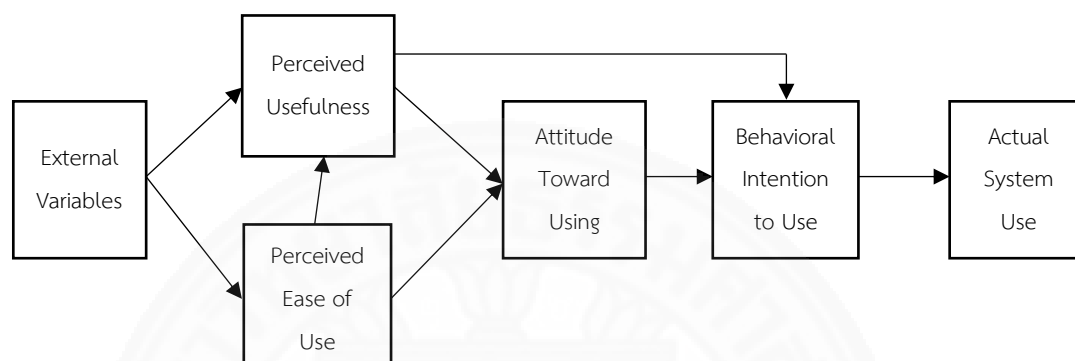 External
Variables
Perceived
Usefulness
Perceived
Ease of
Use
Attitude
Toward
Using
Behavioral
Intention
to Use
Actual
System
Use